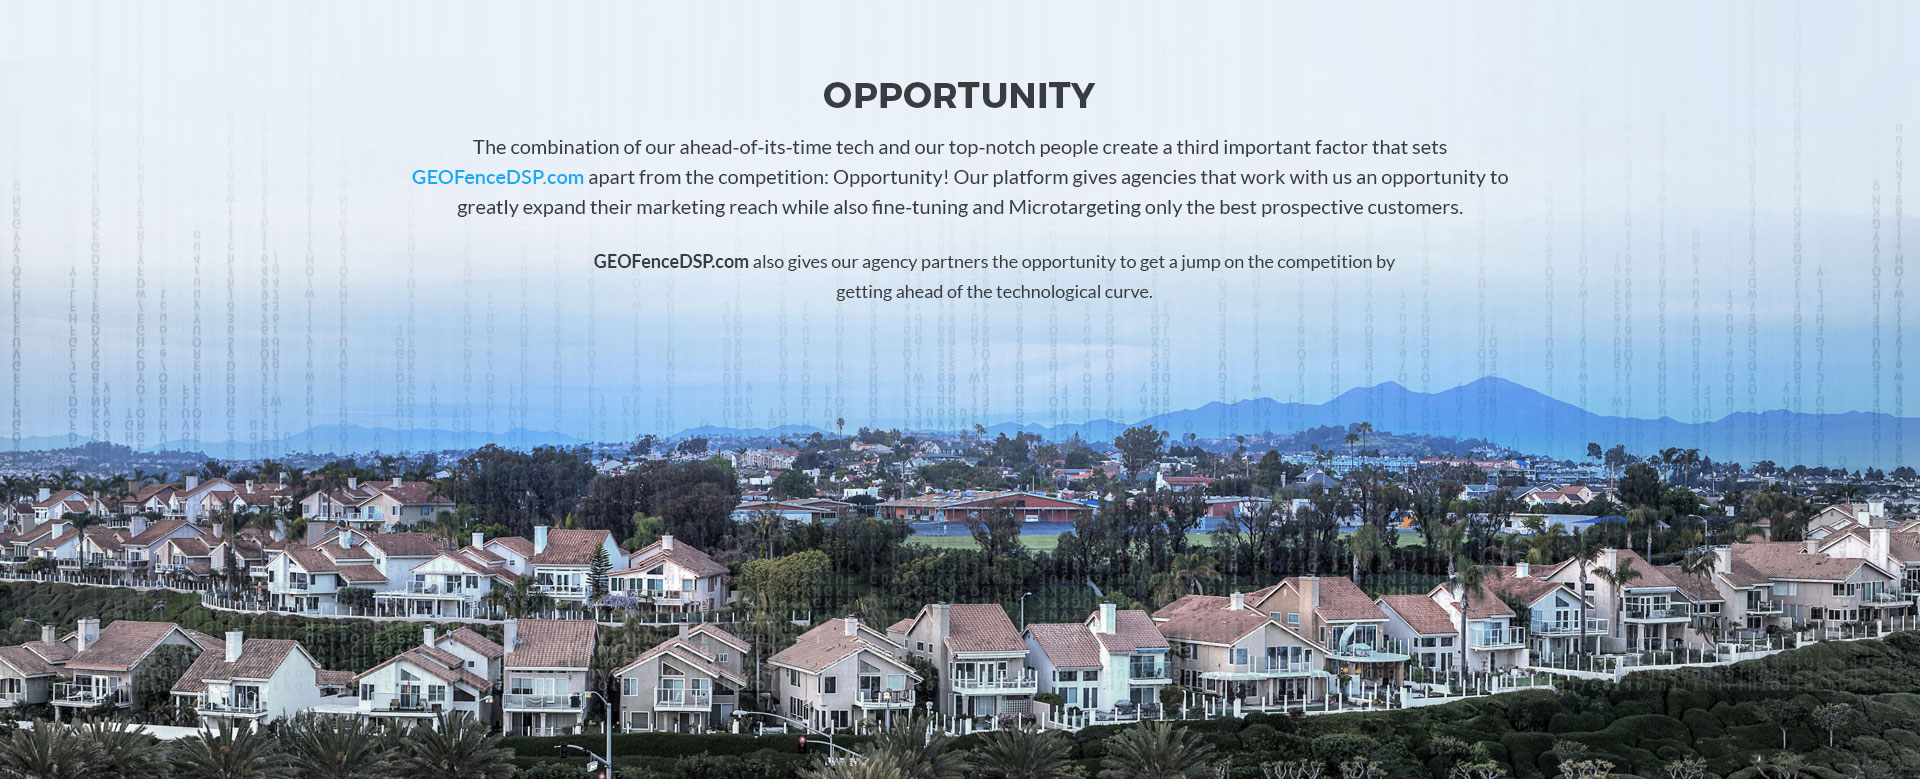 OPPORTUNITY
The combination of our ahead-of-its-time tech and our top-notch people create a third important factor that sets
GEOFenceDSP.com apart from the competition: Opportunity! Our platform gives agencies that work with us an opportunity to
greatly expand their marketing reach while also fine-tuning and Microtargeting only the best prospective customers.
GEOFenceDSP.com also gives our agency partners the opportunity to get a jump on the competition by
getting ahead of the technological curve.